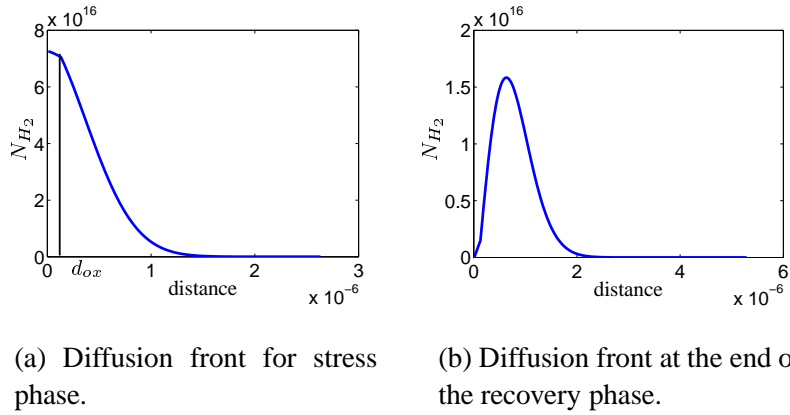 x 10^16
8
6
4
2
0
N_{H_2}
0 1 2 3
d_{ox}
distance
x 10^-6
x 10^16
2
1.5
1
0.5
0
N_{H_2}
0 2 4 6
distance
x 10^-6
(a) Diffusion front for stress
phase.
(b) Diffusion front at the end o
the recovery phase.